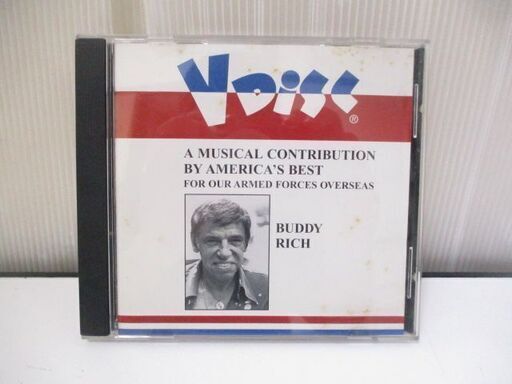 V Disc
®
A MUSICAL CONTRIBUTION
BY AMERICA'S BEST
FOR OUR ARMED FORCES OVERSEAS
BUDDY
RICH